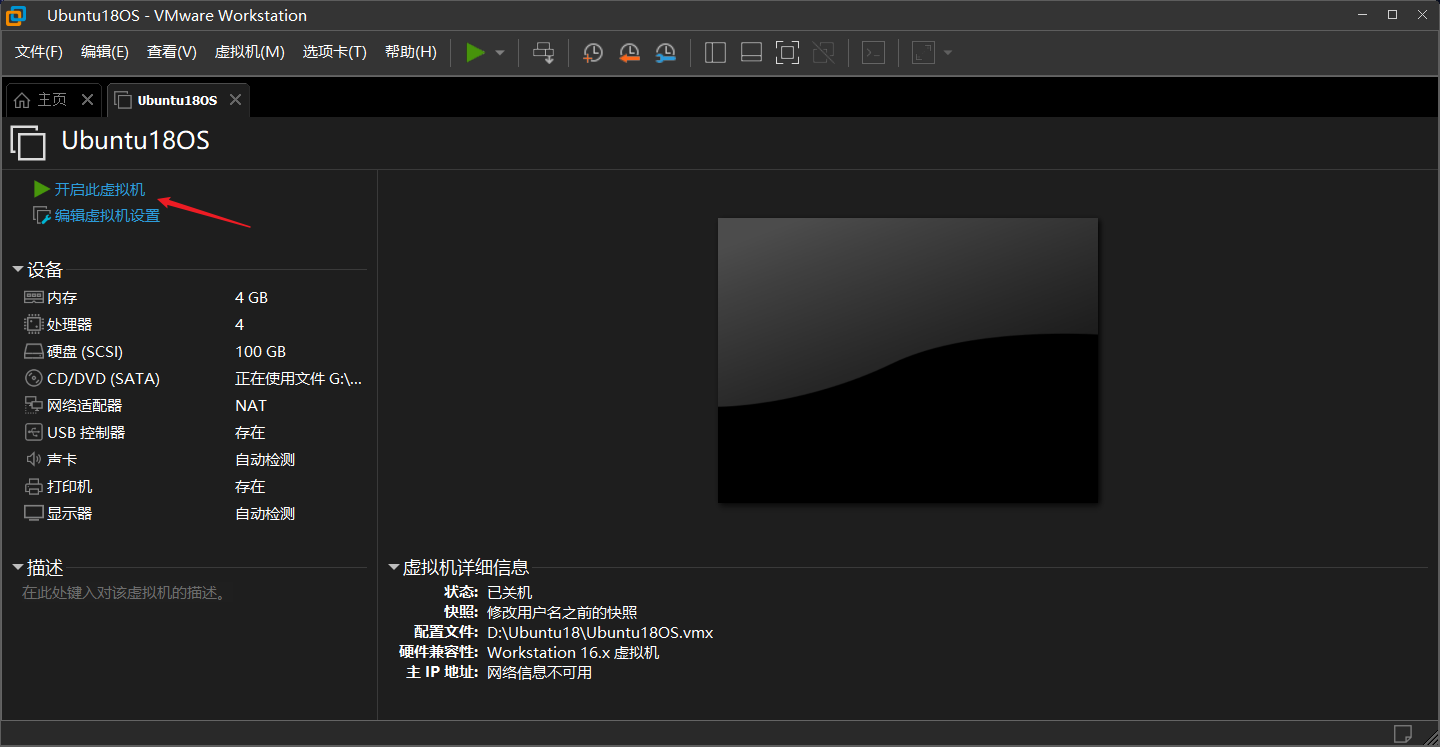 Ubuntu18OS - VMware Workstation
文件(F) 编辑(E) 查看(V) 虚拟机(M) 选项卡(T) 帮助(H)
主页 Ubuntu18OS
Ubuntu18OS
开启此虚拟机
编辑虚拟机设置
设备
内存 4 GB
处理器 4
硬盘 (SCSI) 100 GB
CD/DVD (SATA) 正在使用文件 G:\...
网络适配器 NAT
USB 控制器 存在
声卡 自动检测
打印机 存在
显示器 自动检测
描述
在此处键入对该虚拟机的描述。
虚拟机详细信息
状态: 已关机
快照: 修改用户名之前的快照
配置文件: D:\Ubuntu18\Ubuntu18OS.vmx
硬件兼容性: Workstation 16.x 虚拟机
主 IP 地址: 网络信息不可用